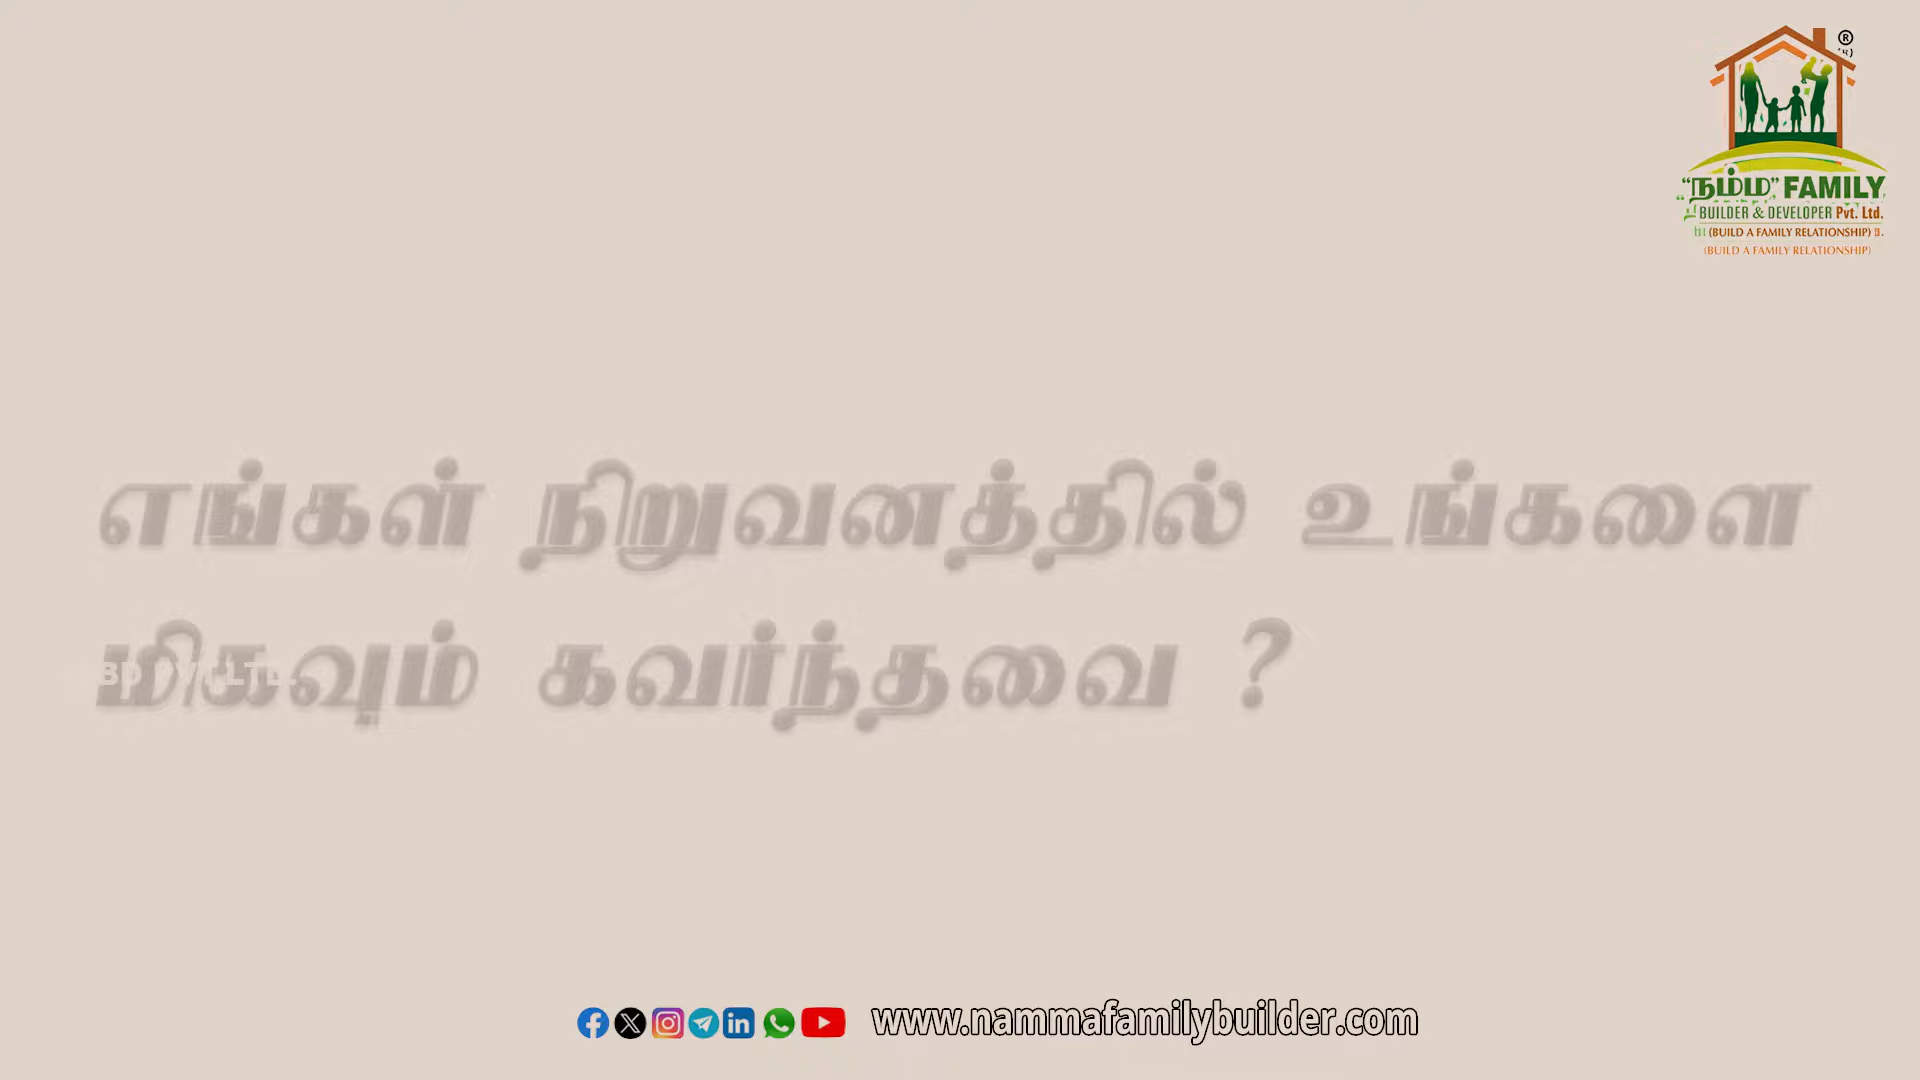 ®
"நம்ம" FAMILY
BUILDER & DEVELOPER Pvt. Ltd.
(BUILD A FAMILY RELATIONSHIP)
(BUILD A FAMILY RELATIONSHIP)
எங்கள் நிறுவனத்தில் உங்களை
மிகவும் கவர்ந்தவை ?
www.nammafamilybuilder.com